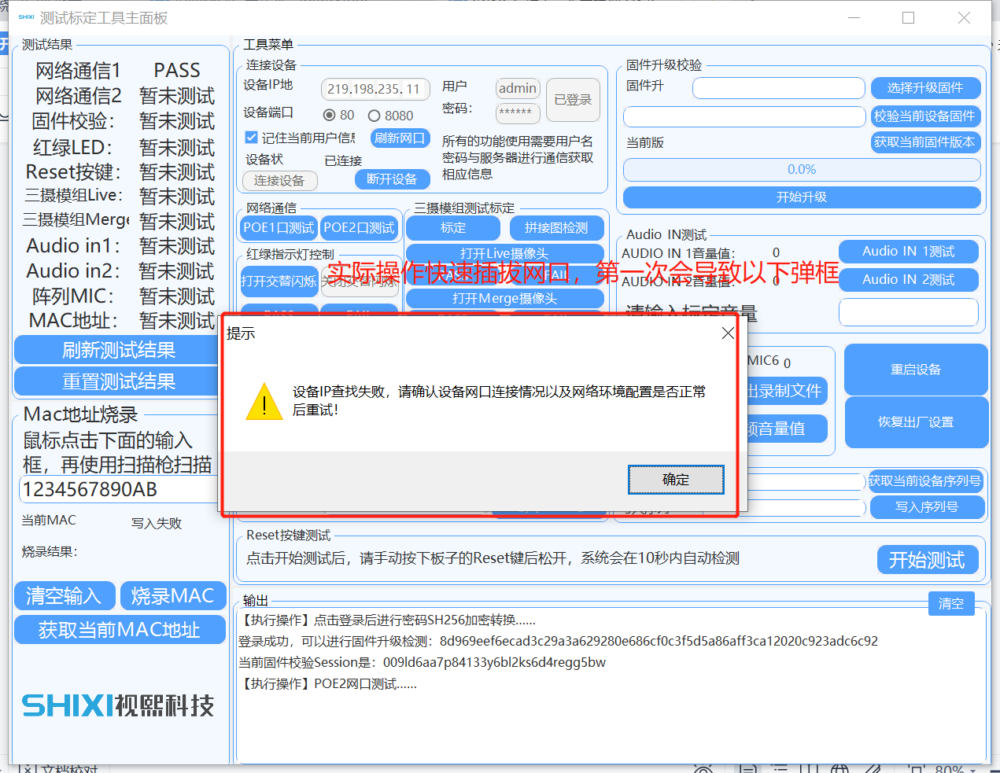 SHIXI 测试标定工具主面板
测试结果
网络通信1 PASS
网络通信2 暂未测试
固件校验： 暂未测试
红绿LED： 暂未测试
Reset按键： 暂未测试
三摄模组Live： 暂未测试
三摄模组Merge 暂未测试
Audio in1： 暂未测试
Audio in2： 暂未测试
阵列MIC： 暂未测试
MAC地址： 暂未测试
刷新测试结果
重置测试结果
Mac地址烧录
鼠标点击下面的输入
框，再使用扫描枪扫描
1234567890AB
当前MAC 写入失败
烧录结果：
清空输入 烧录MAC
获取当前MAC地址
SHIXI视熙科技
工具菜单
连接设备
设备IP地 219.198.235. 11 用户 admin 已登录
设备端口 80 8080 密码： ******
记住当前用户信息 刷新网口
设备状 已连接
连接设备 断开设备
所有的功能使用需要用户名
密码与服务器进行通信获取
相应信息
固件升级校验
固件升 选择升级固件
校验当前设备固件
当前版 获取当前固件版本
0.0%
开始升级
网络通信
POE1口测试 POE2口测试
三摄模组测试标定
标定 拼接图检测
打开Live摄像头
红绿指示灯控制
打开交替闪烁 关闭交替闪烁
PASS FAIL
打开Merge摄像头
实际操作快速插拔网口，第一次会导致以下弹框
Audio IN测试
AUDIO IN 1音量值： 0 Audio IN 1测试
AUDIO IN 2音量值： 0 Audio IN 2测试
请输入标定音量
提示
设备IP查找失败，请确认设备网口连接情况以及网络环境配置是否正常
后重试！
确定
MIC6 0
出录制文件
频音量值
重启设备
恢复出厂设置
获取当前设备序列号
写入序列号
Reset按键测试
点击开始测试后，请手动按下板子的Reset键后松开，系统会在10秒内自动检测
开始测试
输出 清空
【执行操作】点击登录后进行密码SH256加密转换......
登录成功，可以进行固件升级检测：8d969eef6ecad3c29a3a629280e686cf0c3f5d5a86aff3ca12020c923adc6c92
当前固件校验Session是：009ld6aa7p84133y6bl2ks6d4regg5bw
【执行操作】POE2网口测试......
文档校对 80%